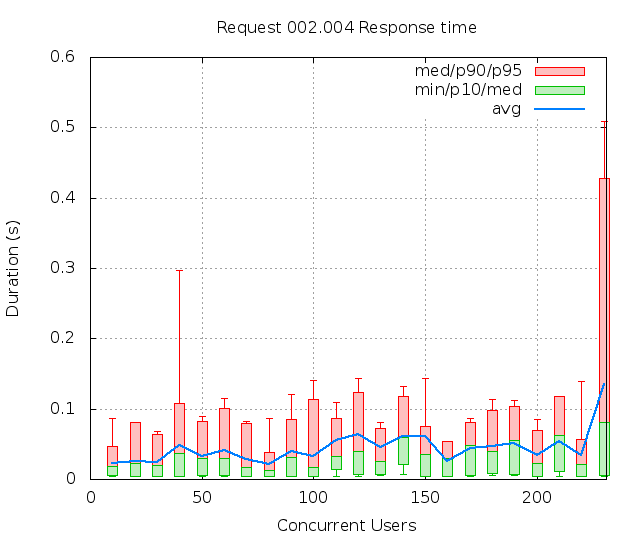 Request 002.004 Response time
0.6
0.5
0.4
0.3
0.2
0.1
0
med/p90/p95
min/p10/med
avg
Duration (s)
0 50 100 150 200
Concurrent Users